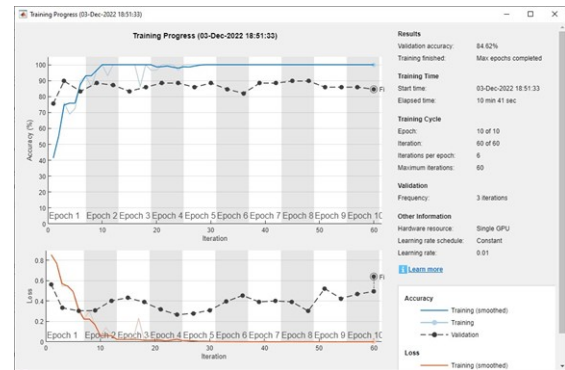 Training Progress (03-Dec-2022 18:51:33)
Training Progress (03-Dec-2022 18:51:33)
Accuracy (%)
100
90
80
70
60
50
40
30
20
10
0
Fi
Epoch 1 Epoch 2 Epoch 3 Epoch 4 Epoch 5 Epoch 6 Epoch 7 Epoch 8 Epoch 9 Epoch 10
0 10 20 30 40 50 60
Iteration
Loss
0.8
0.6
0.4
0.2
0
Fi
Epoch 1 Epoch 2 Epoch 3 Epoch 4 Epoch 5 Epoch 6 Epoch 7 Epoch 8 Epoch 9 Epoch 10
0 10 20 30 40 50 60
Iteration
Results
Validation accuracy: 84.62%
Training finished: Max epochs completed
Training Time
Start time: 03-Dec-2022 18:51:33
Elapsed time: 10 min 41 sec
Training Cycle
Epoch: 10 of 10
Iteration: 60 of 60
Iterations per epoch: 6
Maximum iterations: 60
Validation
Frequency: 3 iterations
Other Information
Hardware resource: Single GPU
Learning rate schedule: Constant
Learning rate: 0.01
Learn more
Accuracy
Training (smoothed)
Training
Validation
Loss
Training (smoothed)